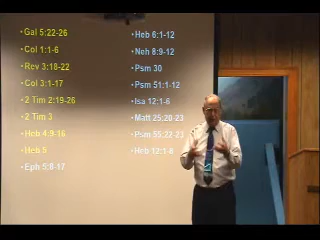 Gal 5:22-26
Col 1:1-6
Rev 3:18-22
Col 3:1-17
2 Tim 2:19-26
2 Tim 3
Heb 4:9-16
Heb 5
Eph 5:8-17
Heb 6:1-12
Neh 8:9-12
Psm 30
Psm 51:1-12
Isa 12:1-6
Matt 25:20-23
Psm 55:22-23
Heb 12:1-4